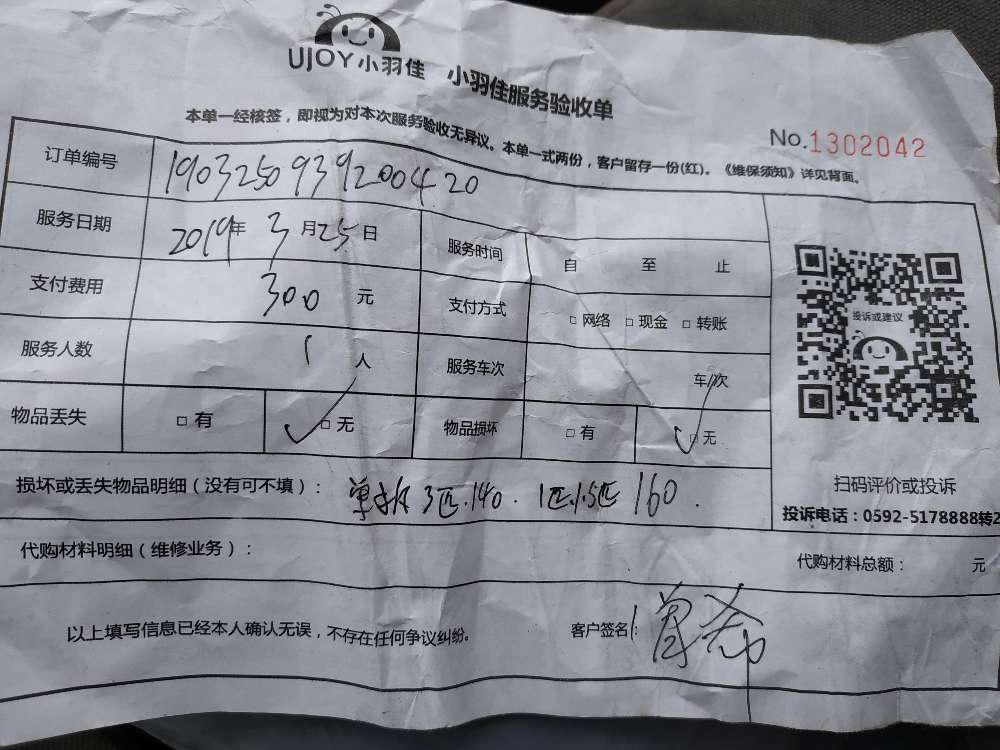 UJOY小羽佳 小羽佳服务验收单
本单一经核签，即视为对本次服务验收无异议。本单一式两份，客户留存一份(红)。《维保须知》详见背面。
No.1302042
订单编号 190325093920042​0
服务日期 2019年3月25日 服务时间 自 至 止
支付费用 300元 支付方式 □网络 □现金 □转账
投诉或建议
服务人数 1人 服务车次 车/次
物品丢失 □有 ✓□无 物品损坏 □有 ✓□无
扫码评价或投诉
投诉电话：0592-5178888转2
损坏或丢失物品明细（没有可不填）： 3匹.140. 1匹.1.5匹 160.
代购材料明细（维修业务）： 代购材料总额： 元
以上填写信息已经本人确认无误，不存在任何争议纠纷。 客户签名: